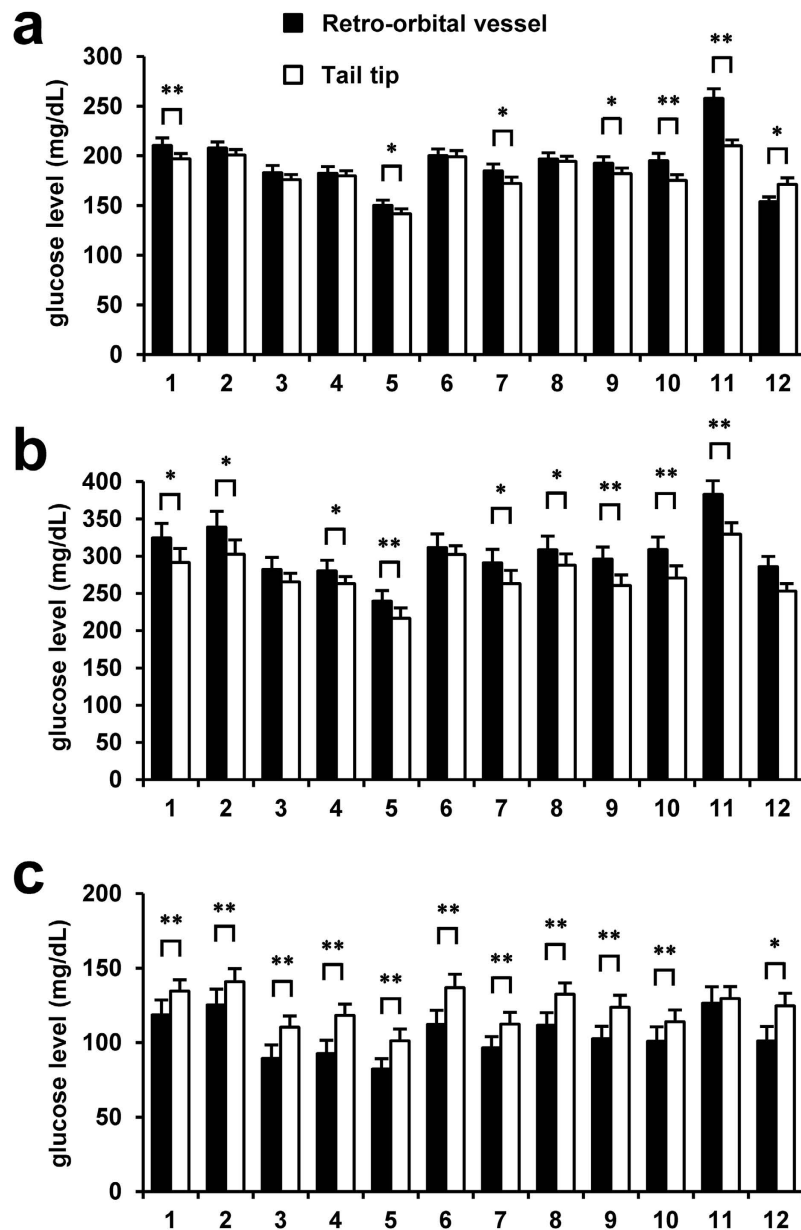 a
Retro-orbital vessel
Tail tip
glucose level (mg/dL)
300
250
200
150
100
50
0
** * * * ** ** *
1 2 3 4 5 6 7 8 9 10 11 12
b
glucose level (mg/dL)
400
350
300
250
200
150
100
50
0
* * * ** * * ** ** **
1 2 3 4 5 6 7 8 9 10 11 12
c
glucose level (mg/dL)
200
150
100
50
0
** ** ** ** ** ** ** ** ** ** *
1 2 3 4 5 6 7 8 9 10 11 12